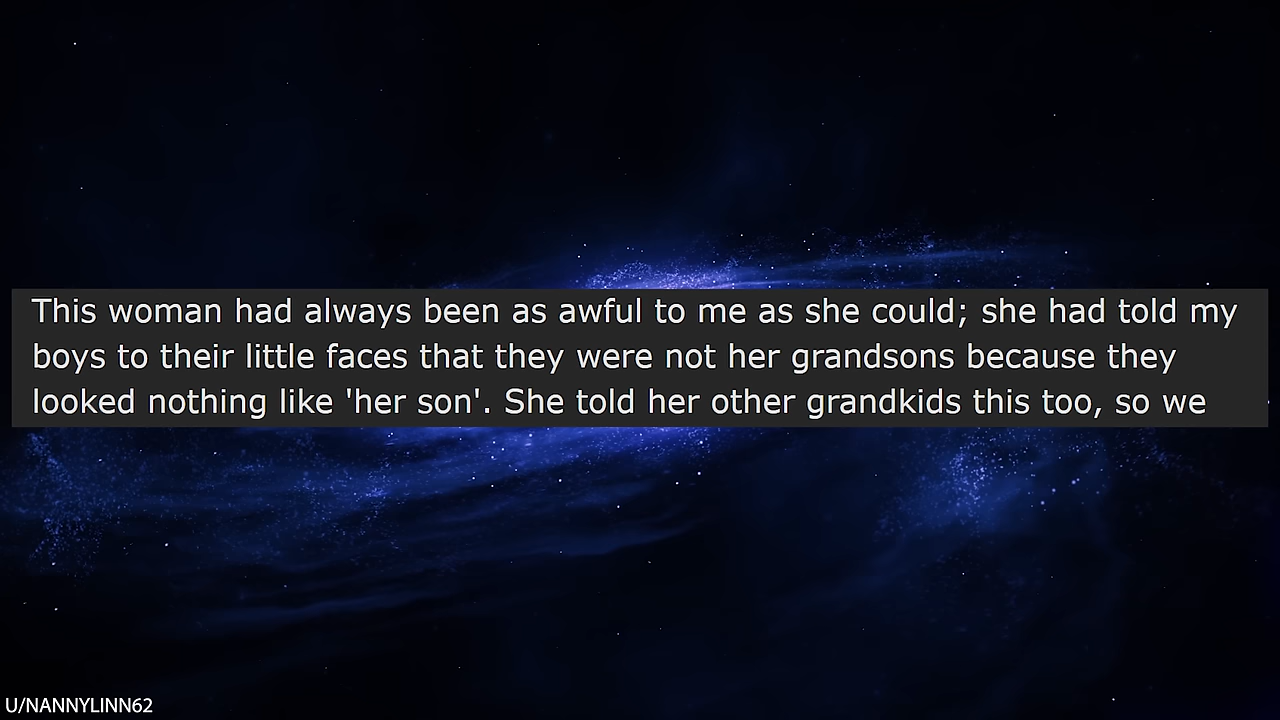 This woman had always been as awful to me as she could; she had told my
boys to their little faces that they were not her grandsons because they
looked nothing like 'her son'. She told her other grandkids this too, so we
U/NANNYLINN62